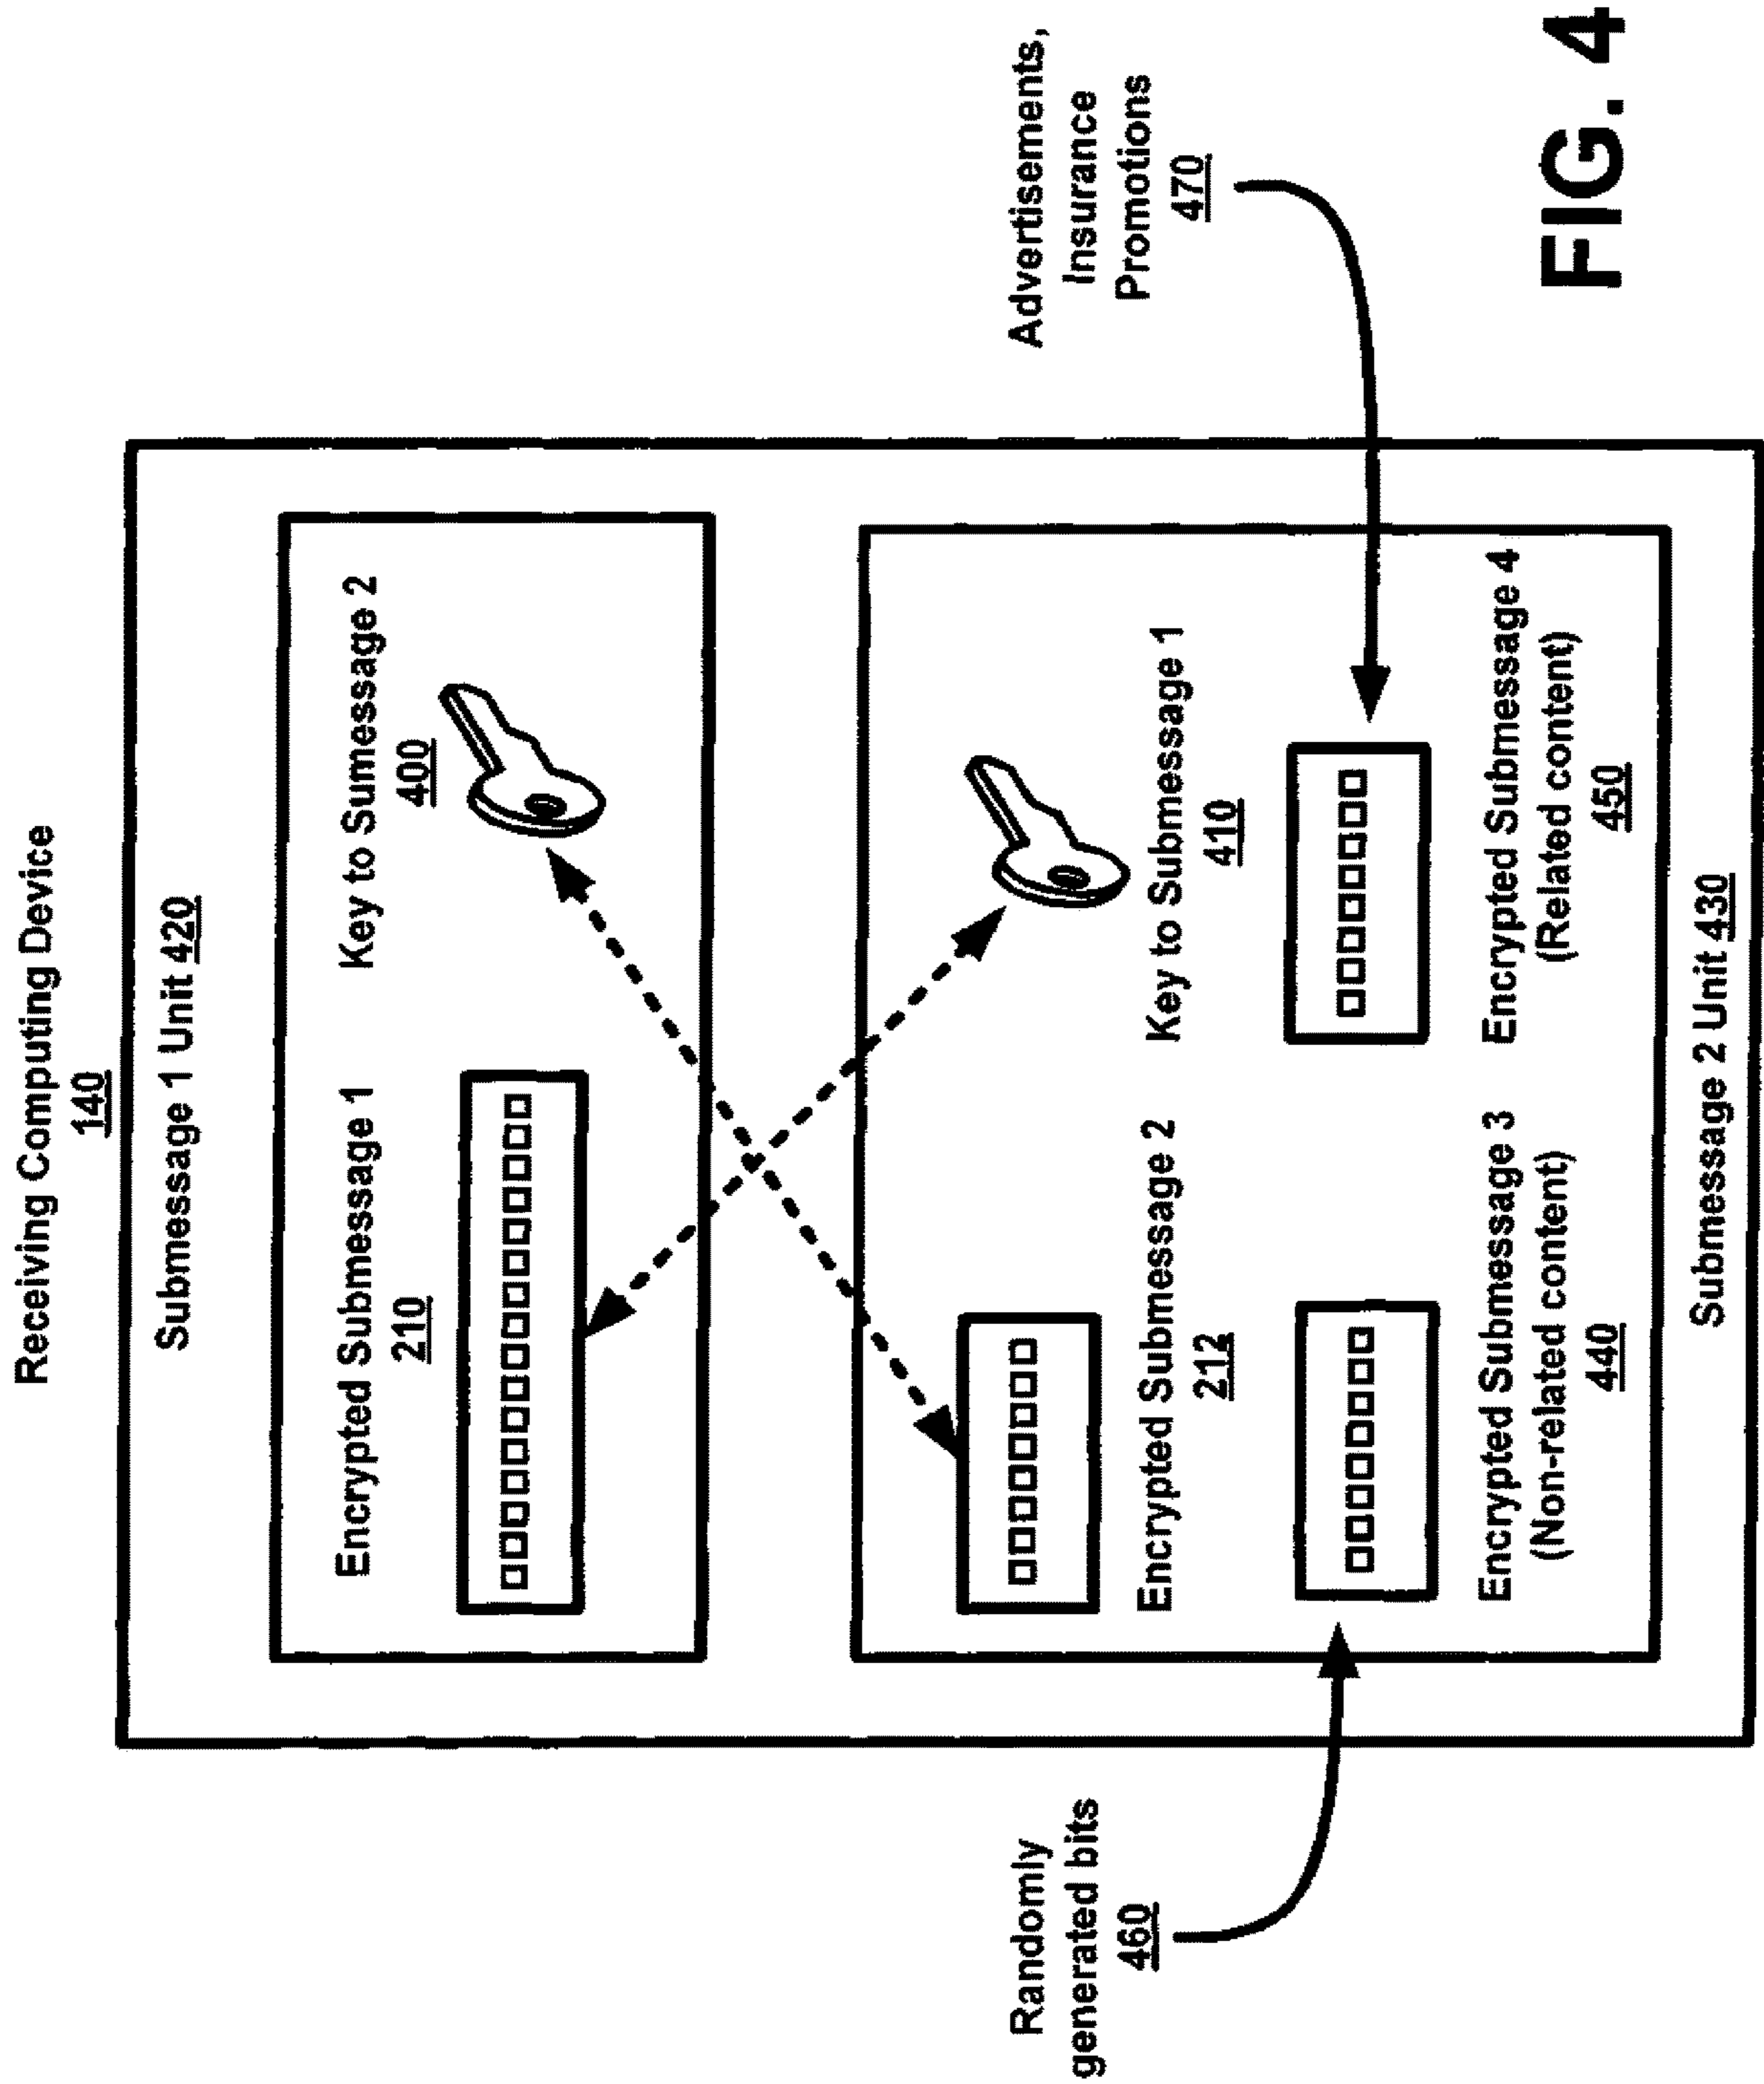 Receiving Computing Device
140
Submessage 1 Unit 420
Encrypted Submessage 1
210
Key to Sumessage 2
400
Encrypted Submessage 2
212
Key to Submessage 1
410
Encrypted Submessage 3
(Non-related content)
440
Encrypted Submessage 4
(Related content)
450
Submessage 2 Unit 430
Randomly
generated bits
460
Advertisements,
Insurance
Promotions
470
FIG. 4